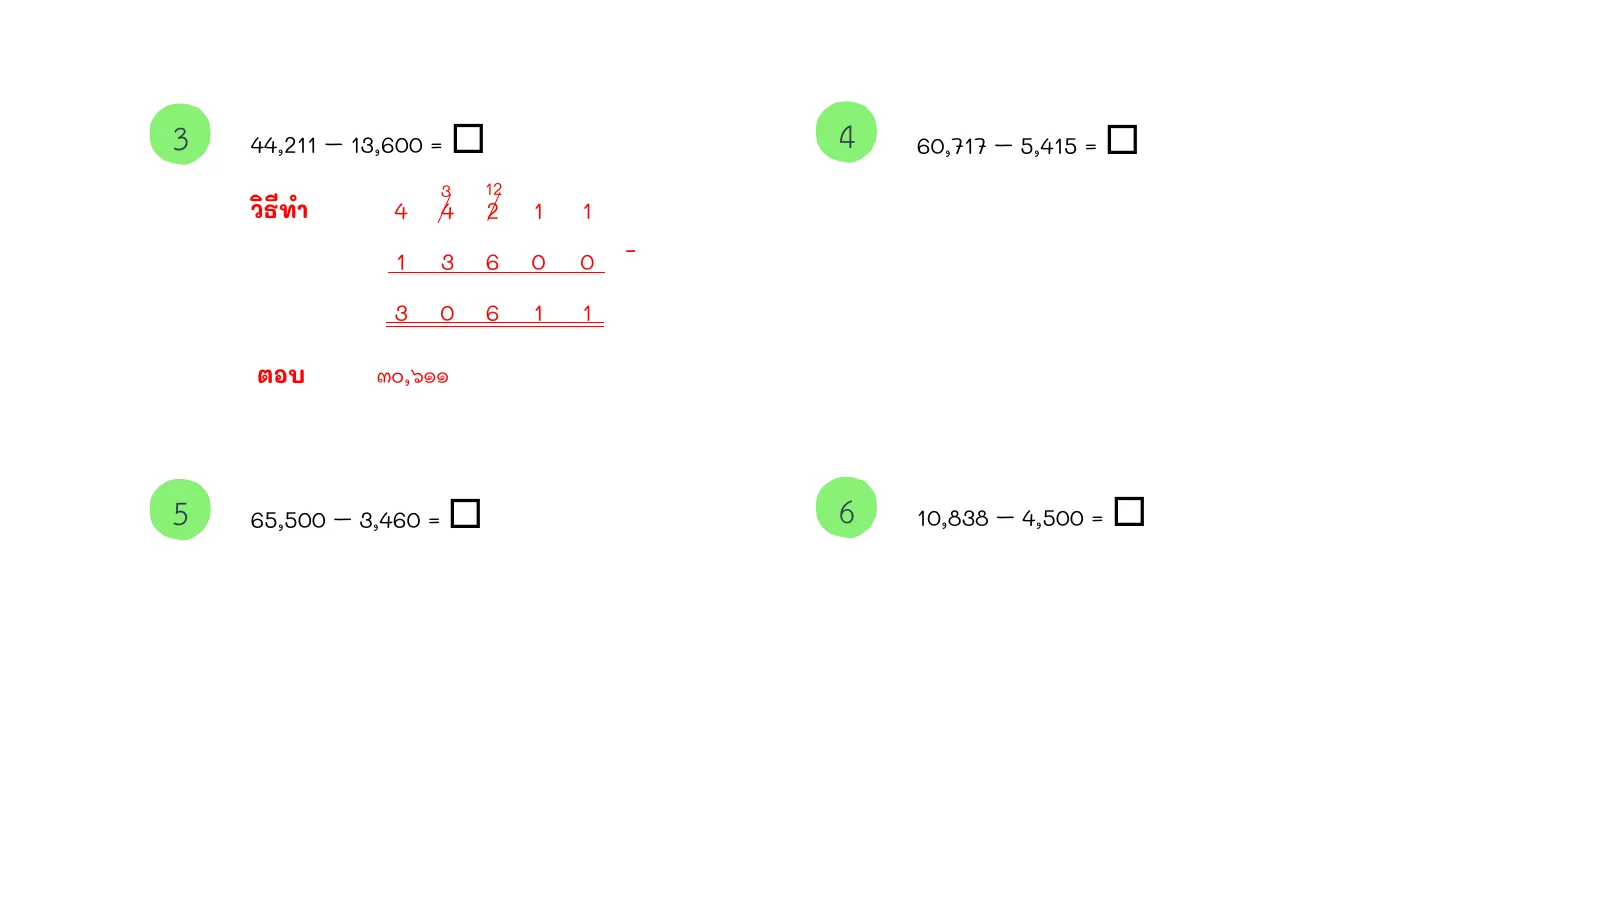 3
44,211 – 13,600 = □
วิธีทำ
3 12
4 4 2 1 1
-
1 3 6 0 0
3 0 6 1 1
ตอบ ๓๐,๖๑๑
4
60,717 – 5,415 = □
5
65,500 – 3,460 = □
6
10,838 – 4,500 = □